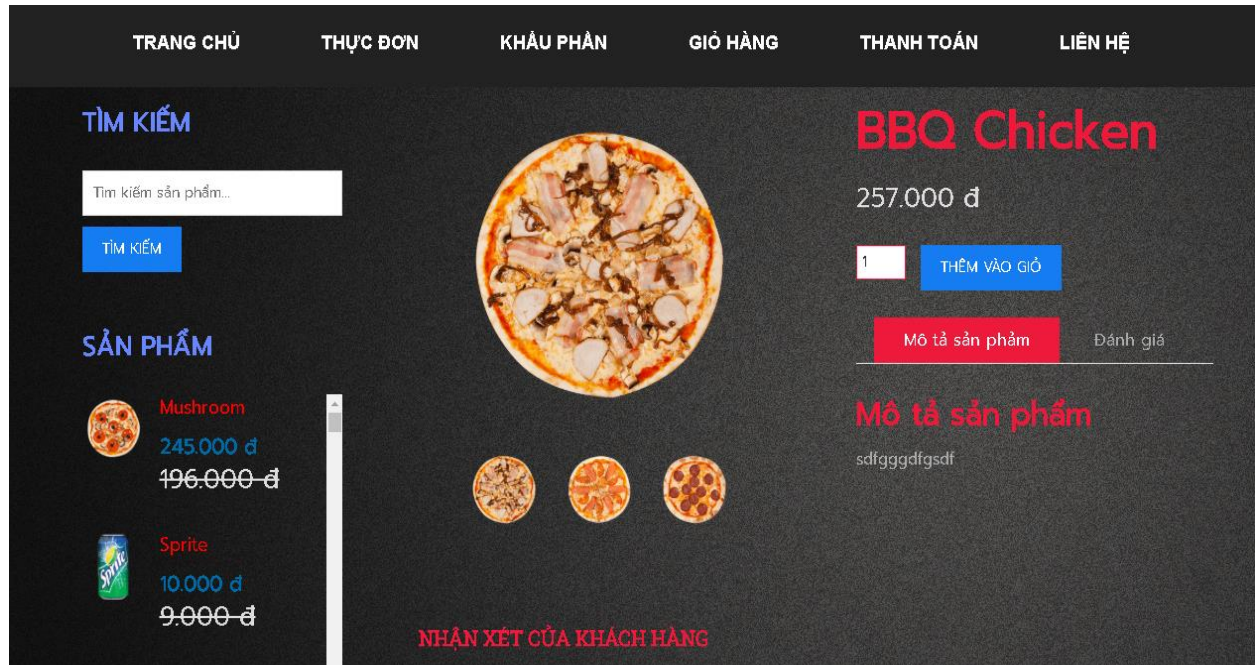 TRANG CHỦ THỰC ĐƠN KHẨU PHẦN GIỎ HÀNG THANH TOÁN LIÊN HỆ
TÌM KIẾM
Tìm kiếm sản phẩm...
TÌM KIẾM
SẢN PHẨM
Mushroom
245.000 đ
196.000 đ
Sprite
Sprite
10.000 đ
9.000 đ
NHẬN XÉT CỦA KHÁCH HÀNG
BBQ Chicken
257.000 đ
1 THÊM VÀO GIỎ
Mô tả sản phảm Đánh giá
Mô tả sản phẩm
sdfgggdfgsdf